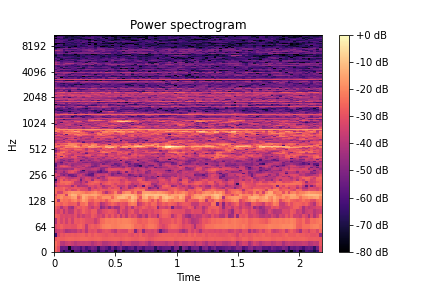 Power spectrogram
Hz
8192
4096
2048
1024
512
256
128
64
0
0
0.5
1
1.5
2
Time
+0 dB
-10 dB
-20 dB
-30 dB
-40 dB
-50 dB
-60 dB
-70 dB
-80 dB